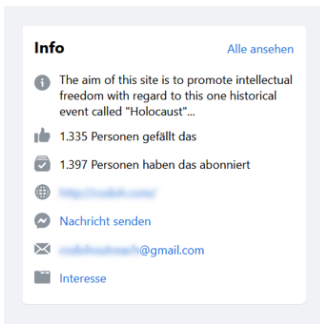 Info
Alle ansehen
The aim of this site is to promote intellectual
freedom with regard to this one historical
event called "Holocaust"...
1.335 Personen gefällt das
1.397 Personen haben das abonniert
Nachricht senden
@gmail.com
Interesse